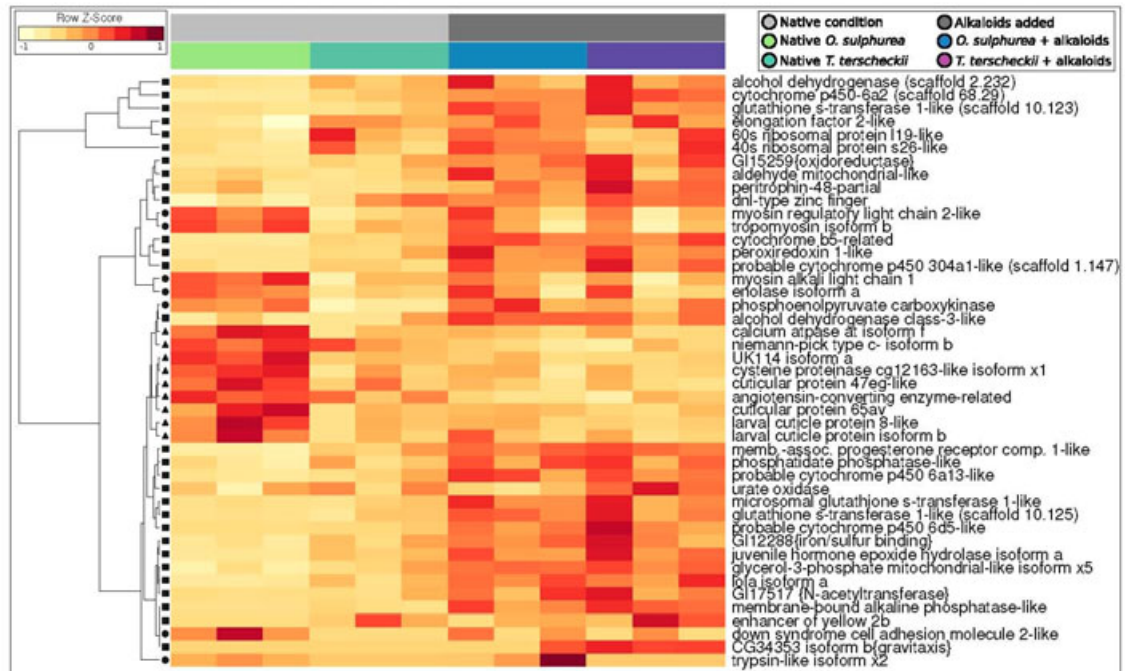 Row Z-Score
-1 0 1
Native condition
Native O. sulphurea
Native T. terscheckii
Alkaloids added
O. sulphurea + alkaloids
T. terscheckii + alkaloids
alcohol dehydrogenase (scaffold 2.232)
cytochrome p450-6a2 (scaffold 68.29)
glutathione s-transferase 1-like (scaffold 10.123)
elongation factor 2-like
60s ribosomal protein l19-like
40s ribosomal protein s26-like
GI15259{oxidoreductase}
aldehyde mitochondrial-like
peritrophin-48-partial
dnl-type zinc finger
myosin regulatory light chain 2-like
tropomyosin isoform b
cytochrome b5-related
peroxiredoxin 1-like
probable cytochrome p450 304a1-like (scaffold 1.147)
myosin alkali light chain 1
enolase isoform a
phosphoenolpyruvate carboxykinase
alcohol dehydrogenase class-3-like
calcium atpase at isoform f
niemann-pick type c- isoform b
UK114 isoform a
cysteine proteinase cg12163-like isoform x1
cuticular protein 47eg-like
angiotensin-converting enzyme-related
cuticular protein 65av
larval cuticle protein 8-like
larval cuticle protein isoform b
memb.-assoc. progesterone receptor comp. 1-like
phosphatidate phosphatase-like
probable cytochrome p450 6a13-like
urate oxidase
microsomal glutathione s-transferase 1-like
glutathione s-transferase 1-like (scaffold 10.125)
probable cytochrome p450 6d5-like
GI12288{iron/sulfur binding}
juvenile hormone epoxide hydrolase isoform a
glycerol-3-phosphate mitochondrial-like isoform x5
lola isoform a
GI17517 {N-acetyltransferase}
membrane-bound alkaline phosphatase-like
enhancer of yellow 2b
down syndrome cell adhesion molecule 2-like
CG34353 isoform b{gravitaxis}
trypsin-like isoform x2